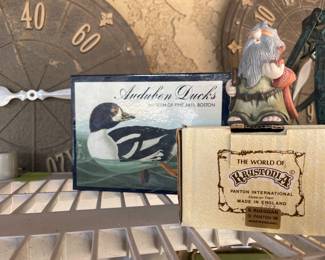 40
60
Audubon Ducks
MUSEUM OF FINE ARTS, BOSTON
THE WORLD OF
KRYSTONIA
PANTON INTERNATIONAL
MADE IN ENGLAND